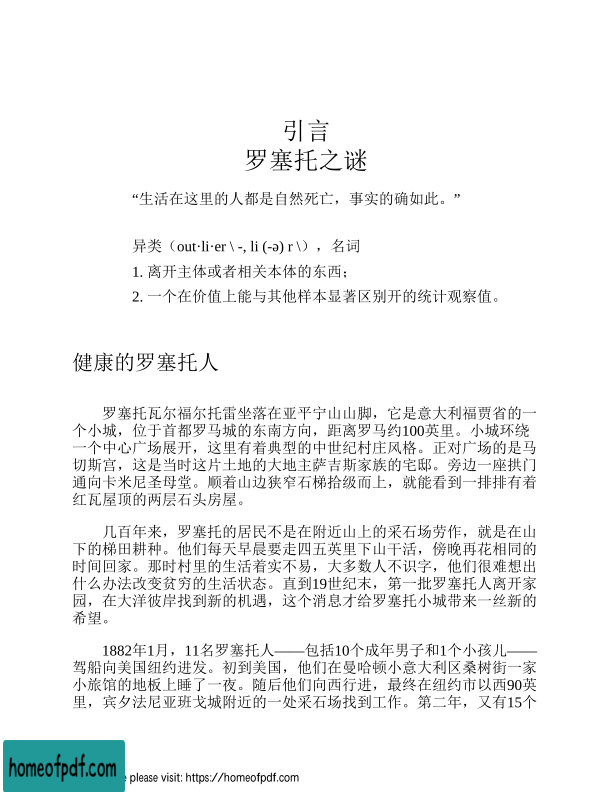 引言
罗塞托之谜
“生活在这里的人都是自然死亡，事实的确如此。”
异类（out·li·er \ -, li (-ə) r \），名词
1. 离开主体或者相关本体的东西；
2. 一个在价值上能与其他样本显著区别开的统计观察值。
健康的罗塞托人
罗塞托瓦尔福尔托雷坐落在亚平宁山山脚，它是意大利福贾省的一
个小城，位于首都罗马城的东南方向，距离罗马约100英里。小城环绕
一个中心广场展开，这里有着典型的中世纪村庄风格。正对广场的是马
切斯宫，这是当时这片土地的大地主萨吉斯家族的宅邸。旁边一座拱门
通向卡米尼圣母堂。顺着山边狭窄石梯拾级而上，就能看到一排排有着
红瓦屋顶的两层石头房屋。
几百年来，罗塞托的居民不是在附近山上的采石场劳作，就是在山
下的梯田耕种。他们每天早晨要走四五英里下山干活，傍晚再花相同的
时间回家。那时村里的生活着实不易，大多数人不识字，他们很难想出
什么办法改变贫穷的生活状态。直到19世纪末，第一批罗塞托人离开家
园，在大洋彼岸找到新的机遇，这个消息才给罗塞托小城带来一丝新的
希望。
1882年1月，11名罗塞托人——包括10个成年男子和1个小孩儿——
驾船向美国纽约进发。初到美国，他们在曼哈顿小意大利区桑树街一家
小旅馆的地板上睡了一夜。随后他们向西行进，最终在纽约市以西90英
里，宾夕法尼亚班戈城附近的一处采石场找到工作。第二年，又有15个
homeofpdf.com
please visit: https://homeofpdf.com